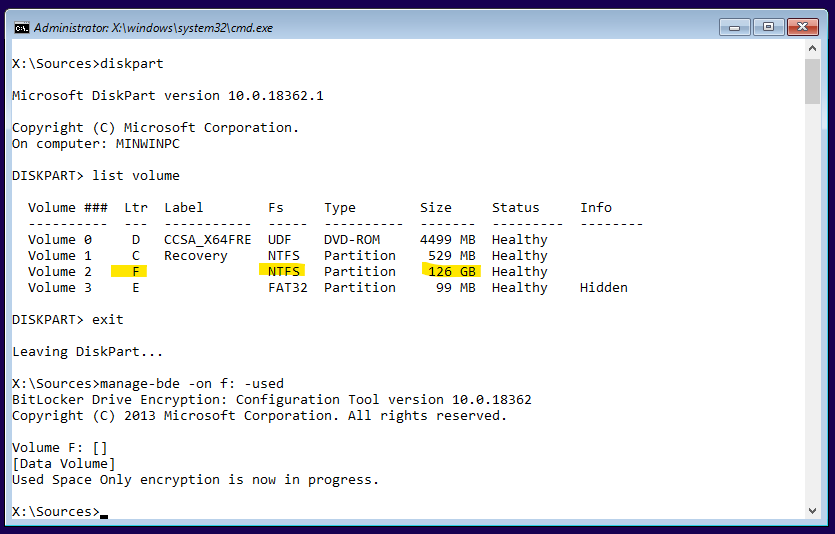 Administrator: X:\windows\system32\cmd.exe
X:\Sources>diskpart
Microsoft DiskPart version 10.0.18362.1
Copyright (C) Microsoft Corporation.
On computer: MINWINPC
DISKPART> list volume
  Volume ###  Ltr  Label        Fs     Type        Size     Status     Info
  ----------  ---  -----------  -----  ----------  -------  ---------  --------
  Volume 0     D   CCSA_X64FRE  UDF    DVD-ROM     4499 MB  Healthy
  Volume 1     C   Recovery     NTFS   Partition    529 MB  Healthy
  Volume 2     F                NTFS   Partition    126 GB  Healthy
  Volume 3     E                FAT32  Partition     99 MB  Healthy    Hidden
DISKPART> exit
Leaving DiskPart...
X:\Sources>manage-bde -on f: -used
BitLocker Drive Encryption: Configuration Tool version 10.0.18362
Copyright (C) 2013 Microsoft Corporation. All rights reserved.
Volume F: []
[Data Volume]
Used Space Only encryption is now in progress.
X:\Sources>